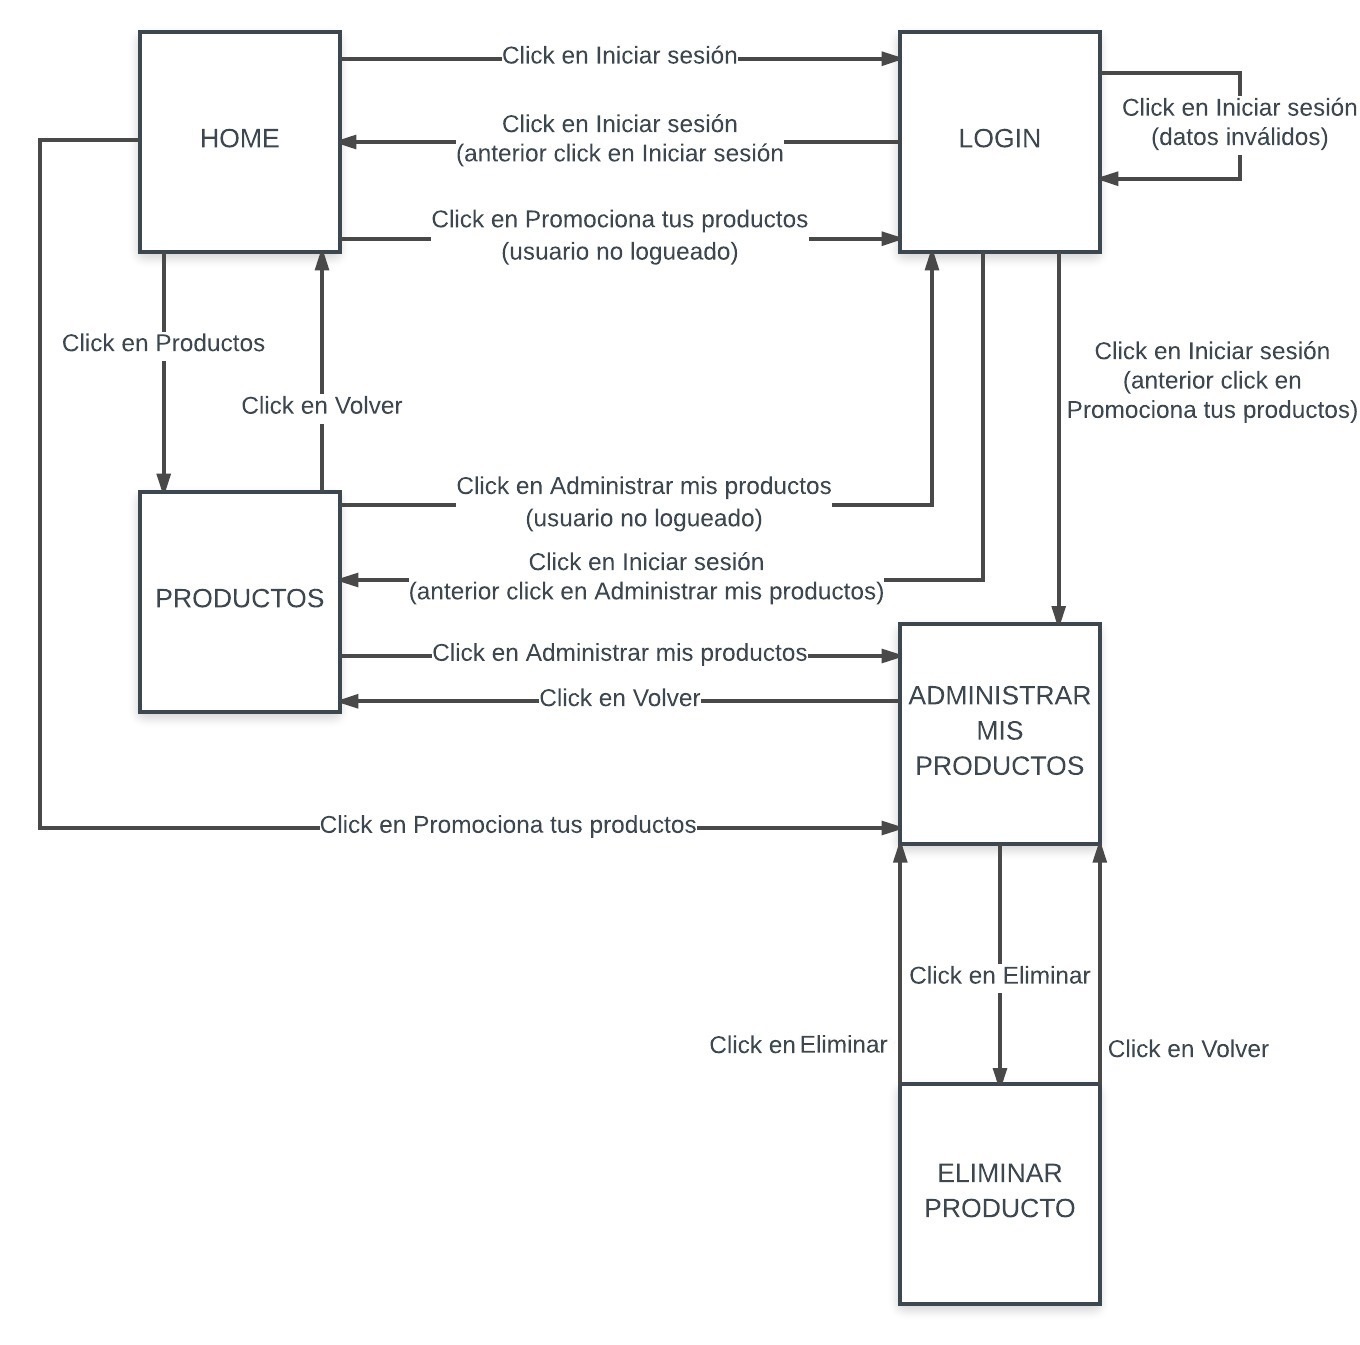 Click en Iniciar sesión
HOME
LOGIN
Click en Iniciar sesión
(datos inválidos)
Click en Iniciar sesión
(anterior click en Iniciar sesión
Click en Promociona tus productos
(usuario no logueado)
Click en Productos
Click en Volver
Click en Iniciar sesión
(anterior click en
Promociona tus productos)
Click en Administrar mis productos
(usuario no logueado)
Click en Iniciar sesión
(anterior click en Administrar mis productos)
PRODUCTOS
Click en Administrar mis productos
Click en Volver
ADMINISTRAR
MIS
PRODUCTOS
Click en Promociona tus productos
Click en Eliminar
Click en Eliminar
Click en Volver
ELIMINAR
PRODUCTO